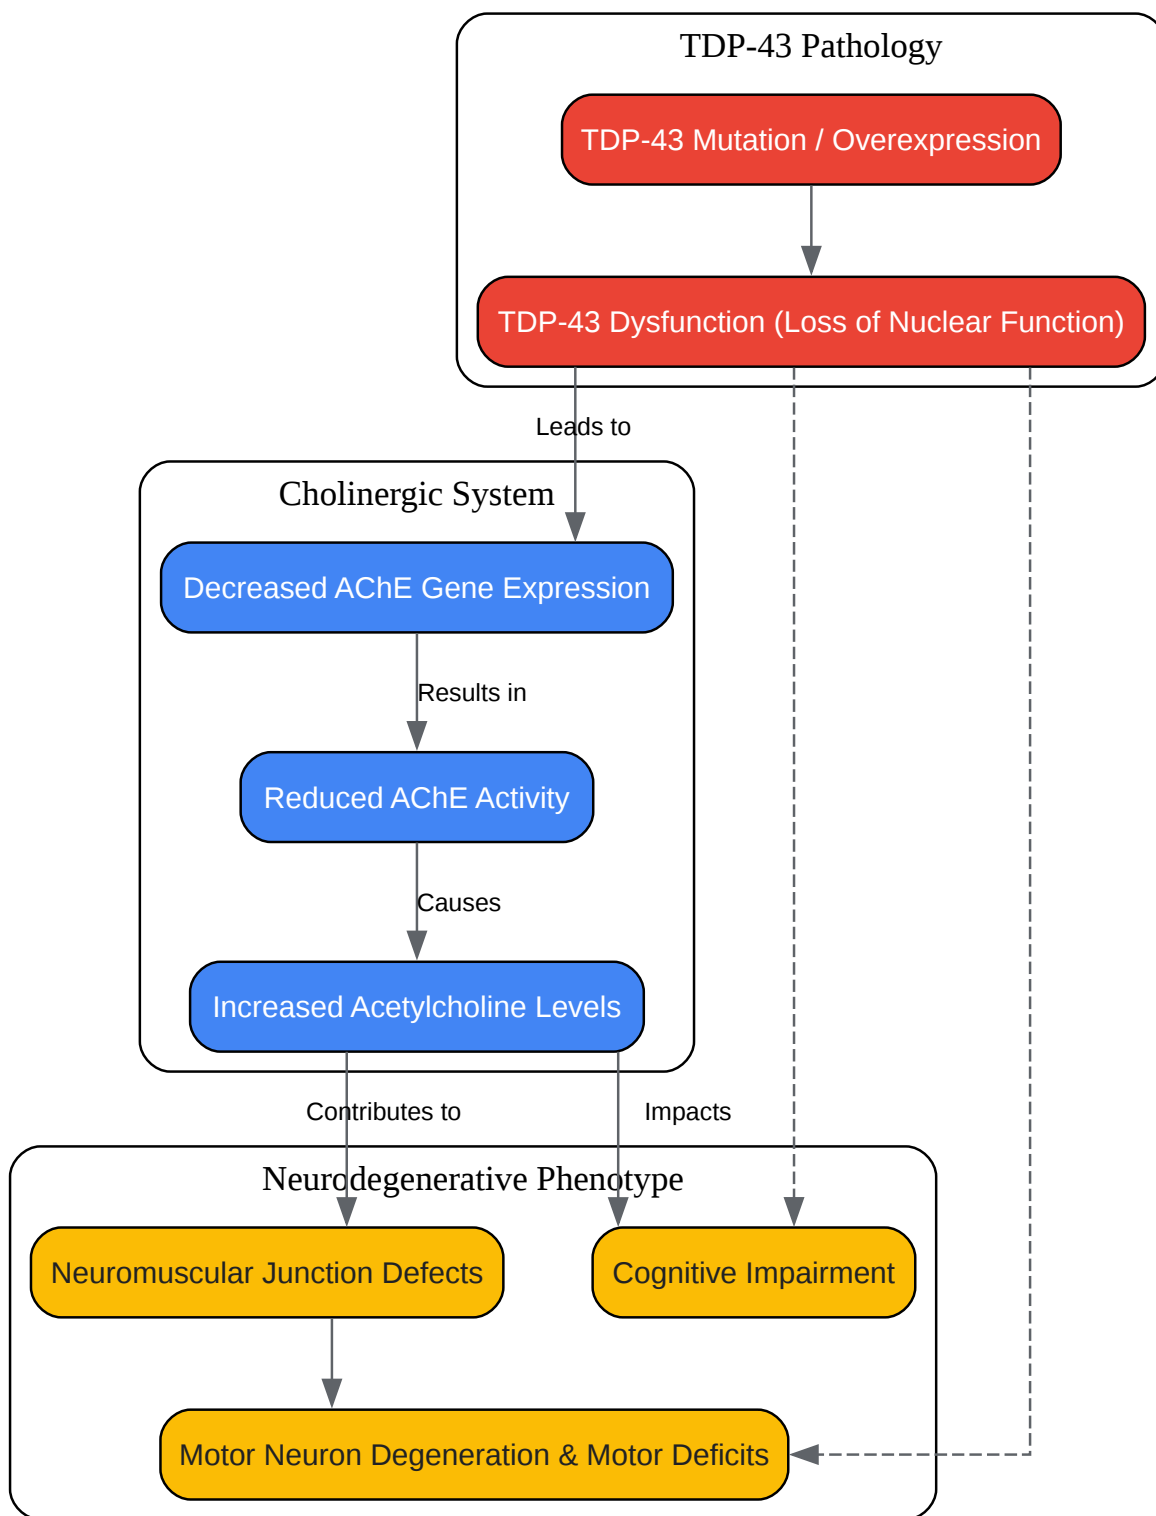 TDP-43 Pathology
TDP-43 Mutation / Overexpression
TDP-43 Dysfunction (Loss of Nuclear Function)
Leads to
Cholinergic System
Decreased AChE Gene Expression
Results in
Reduced AChE Activity
Causes
Increased Acetylcholine Levels
Contributes to
Impacts
Neurodegenerative Phenotype
Neuromuscular Junction Defects
Cognitive Impairment
Motor Neuron Degeneration & Motor Deficits